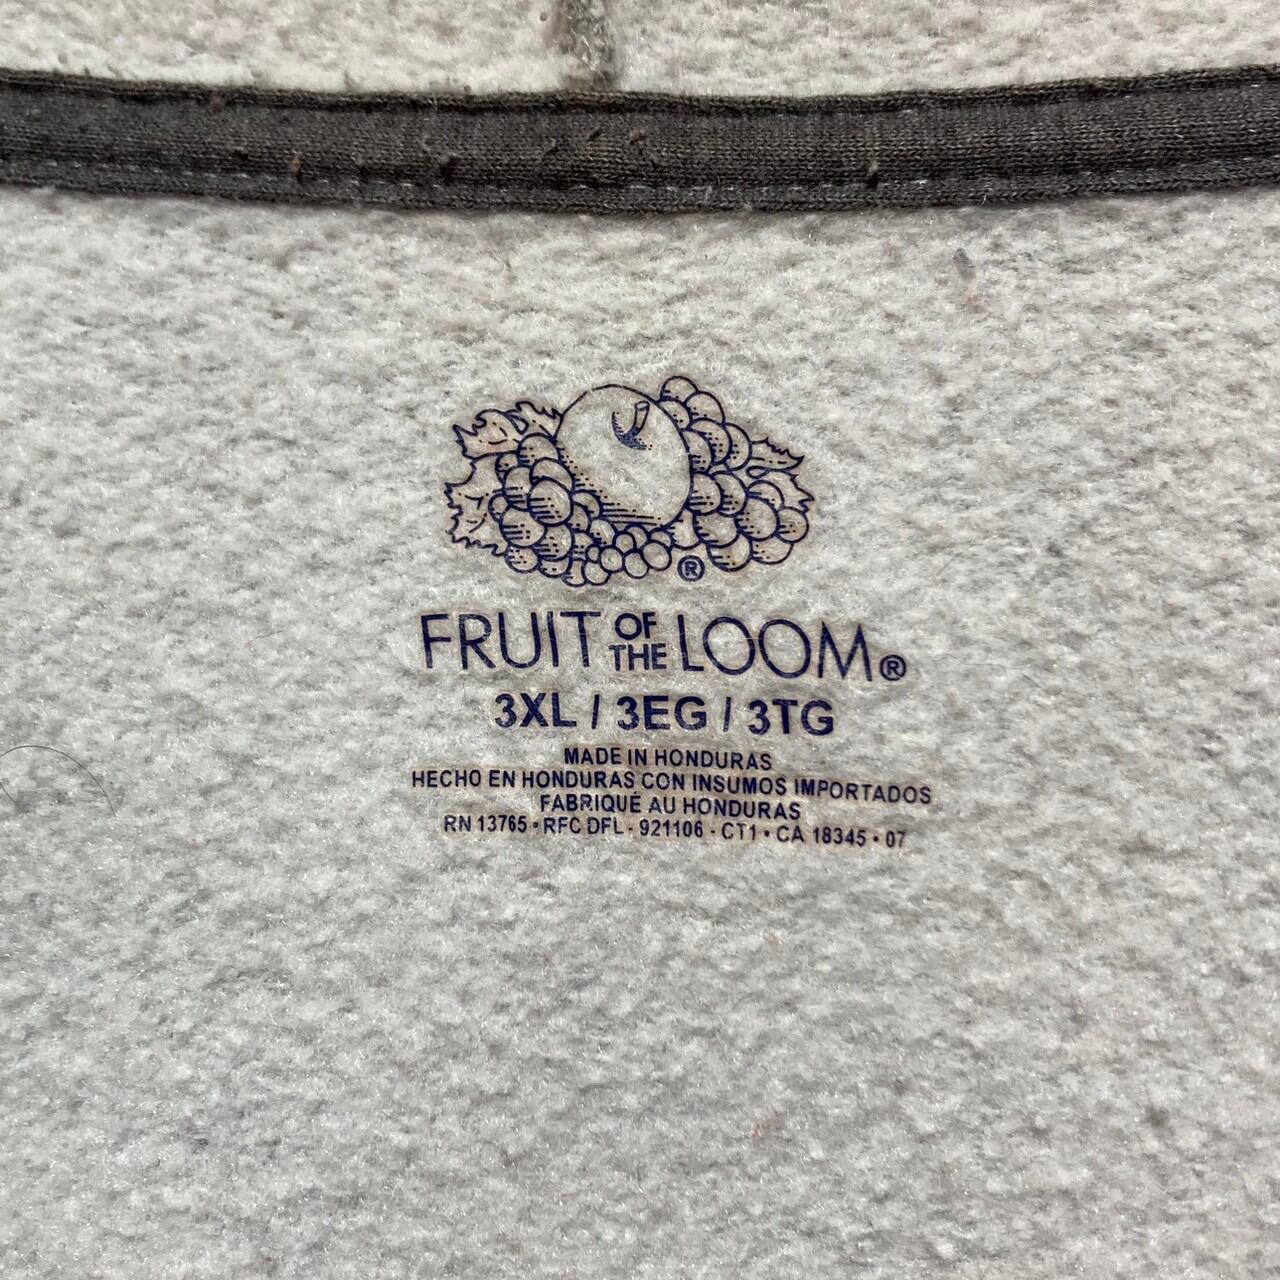 ®
FRUIT OF THE LOOM®
3XL / 3EG / 3TG
MADE IN HONDURAS
HECHO EN HONDURAS CON INSUMOS IMPORTADOS
FABRIQUÉ AU HONDURAS
RN 13765 • RFC DFL - 921106 - CT1 • CA 18345 • 07